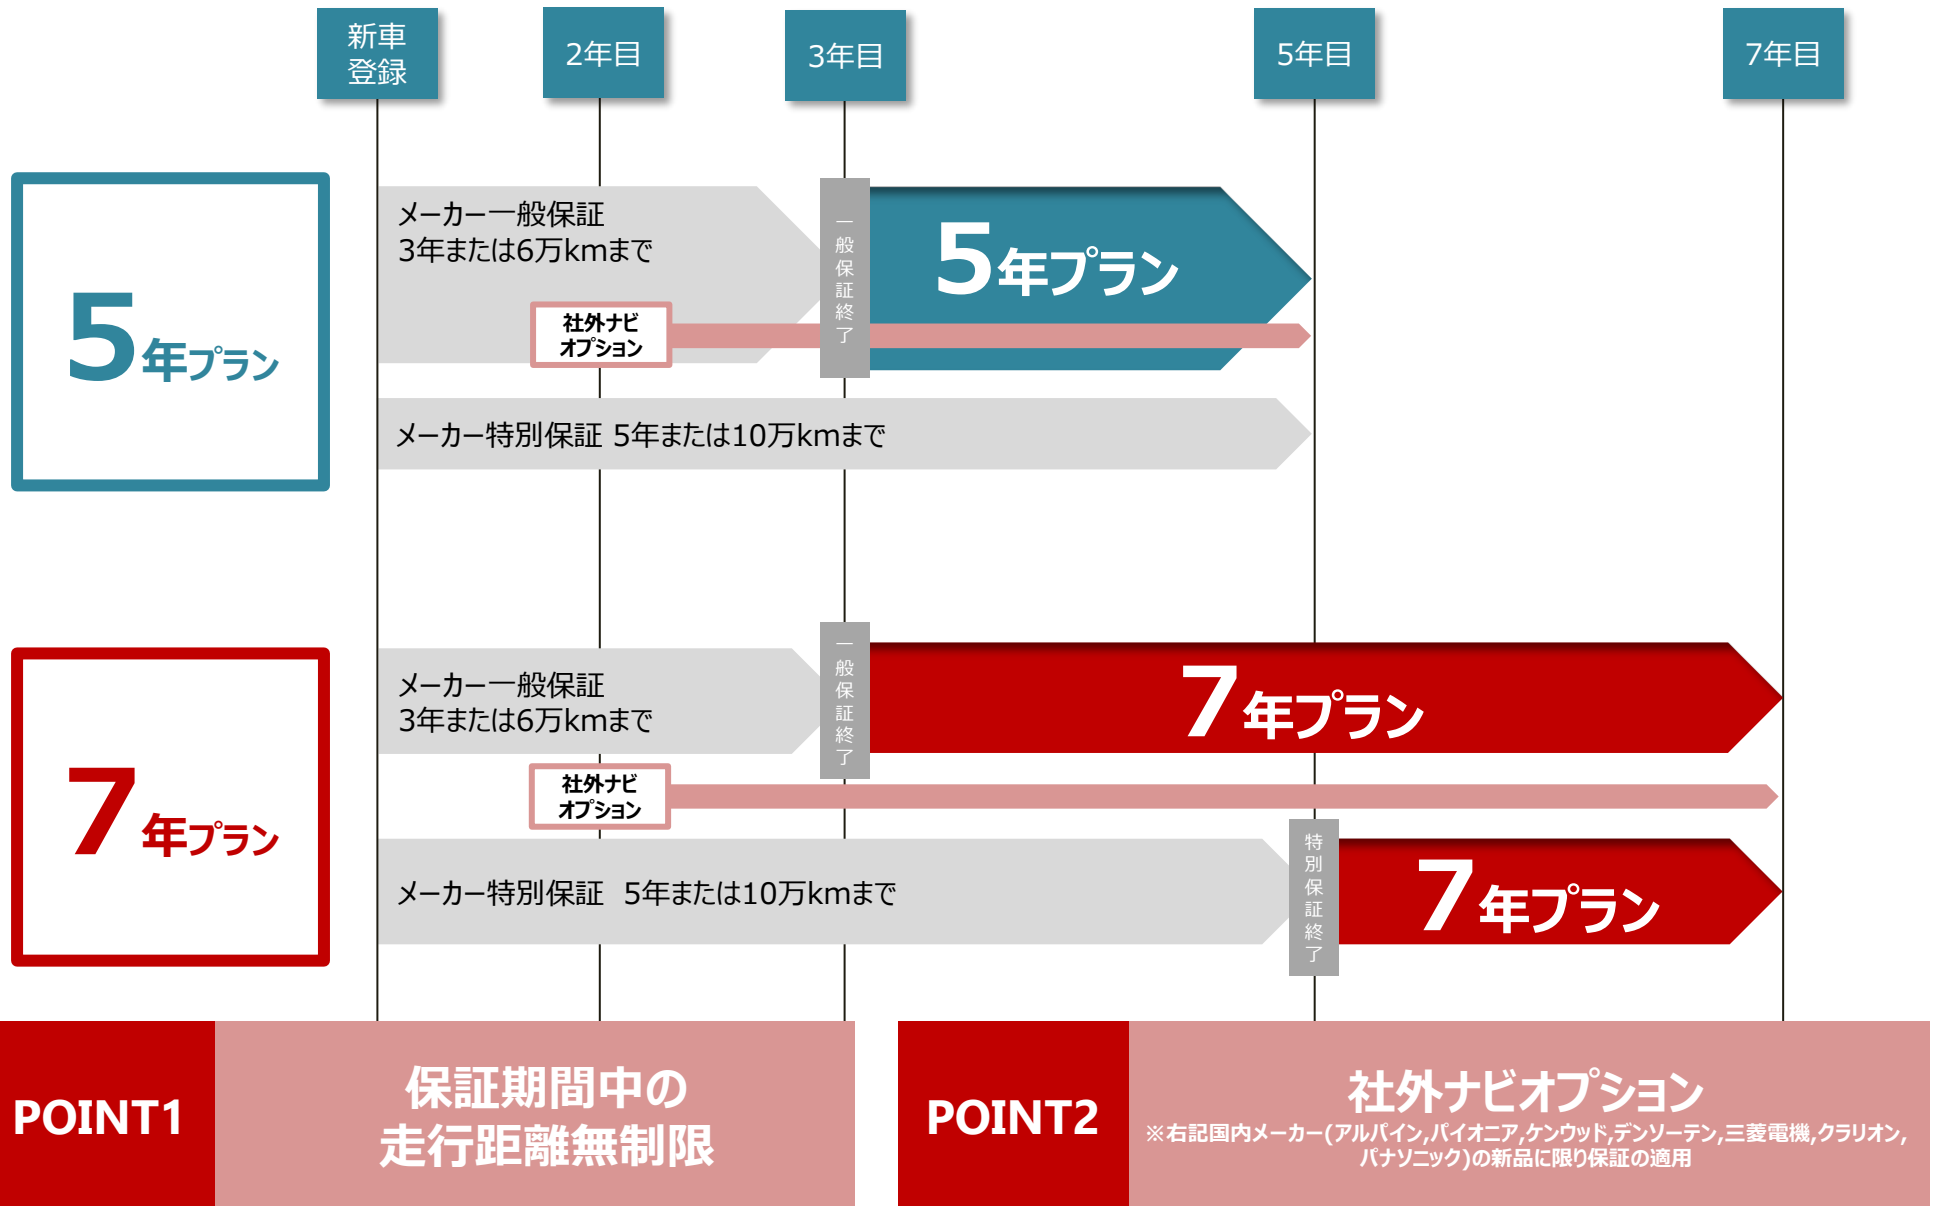 新車
登録
2年目
3年目
5年目
7年目
5年プラン
メーカー一般保証
3年または6万kmまで
一般保証終了
5年プラン
社外ナビ
オプション
メーカー特別保証 5年または10万kmまで
7年プラン
メーカー一般保証
3年または6万kmまで
一般保証終了
7年プラン
社外ナビ
オプション
メーカー特別保証 5年または10万kmまで
特別保証終了
7年プラン
POINT1
保証期間中の
走行距離無制限
POINT2
社外ナビオプション
※右記国内メーカー(アルパイン,パイオニア,ケンウッド,デンソーテン,三菱電機,クラリオン,
パナソニック)の新品に限り保証の適用